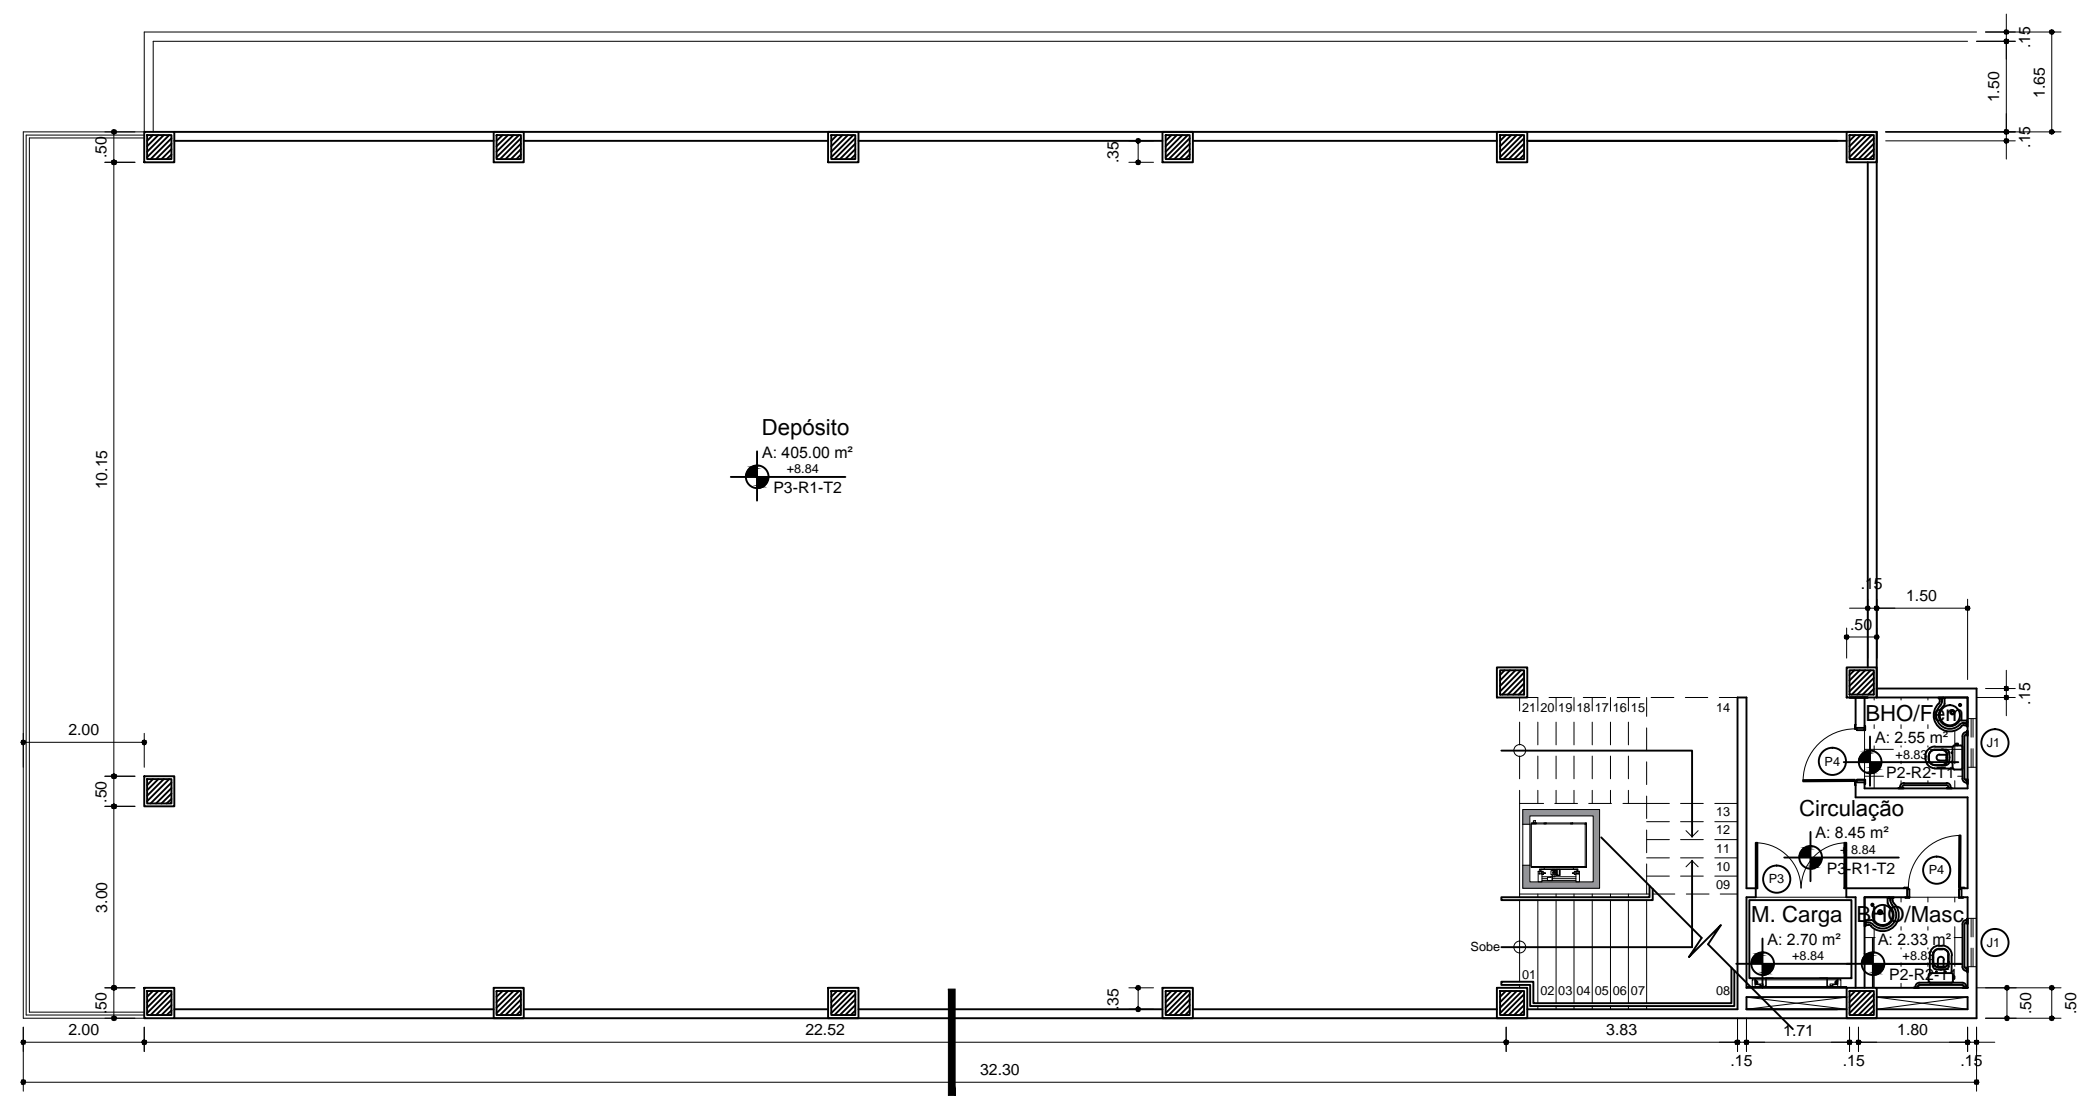 .15
1.50
1.65
.15
.50
.35
Depósito
A: 405.00 m²
+8.84
P3-R1-T2
10.15
.15
1.50
.50
.15
2.00
.50
3.00
.50
21 20 19 18 17 16 15 14
13
12
11
10
09
Sobe
01
02 03 04 05 06 07 08
BHO/Fem
A: 2.55 m²
+8.83
P2-R2-T1
P4
J1
Circulação
A: 8.45 m²
8.84
P3-R1-T2
P3
P4
M. Carga
A: 2.70 m²
+8.84
BHO/Masc
A: 2.33 m²
P2-R2-T1
J1
.35
.50
.50
2.00
22.52
3.83
.15
1.71
.15
1.80
.15
32.30